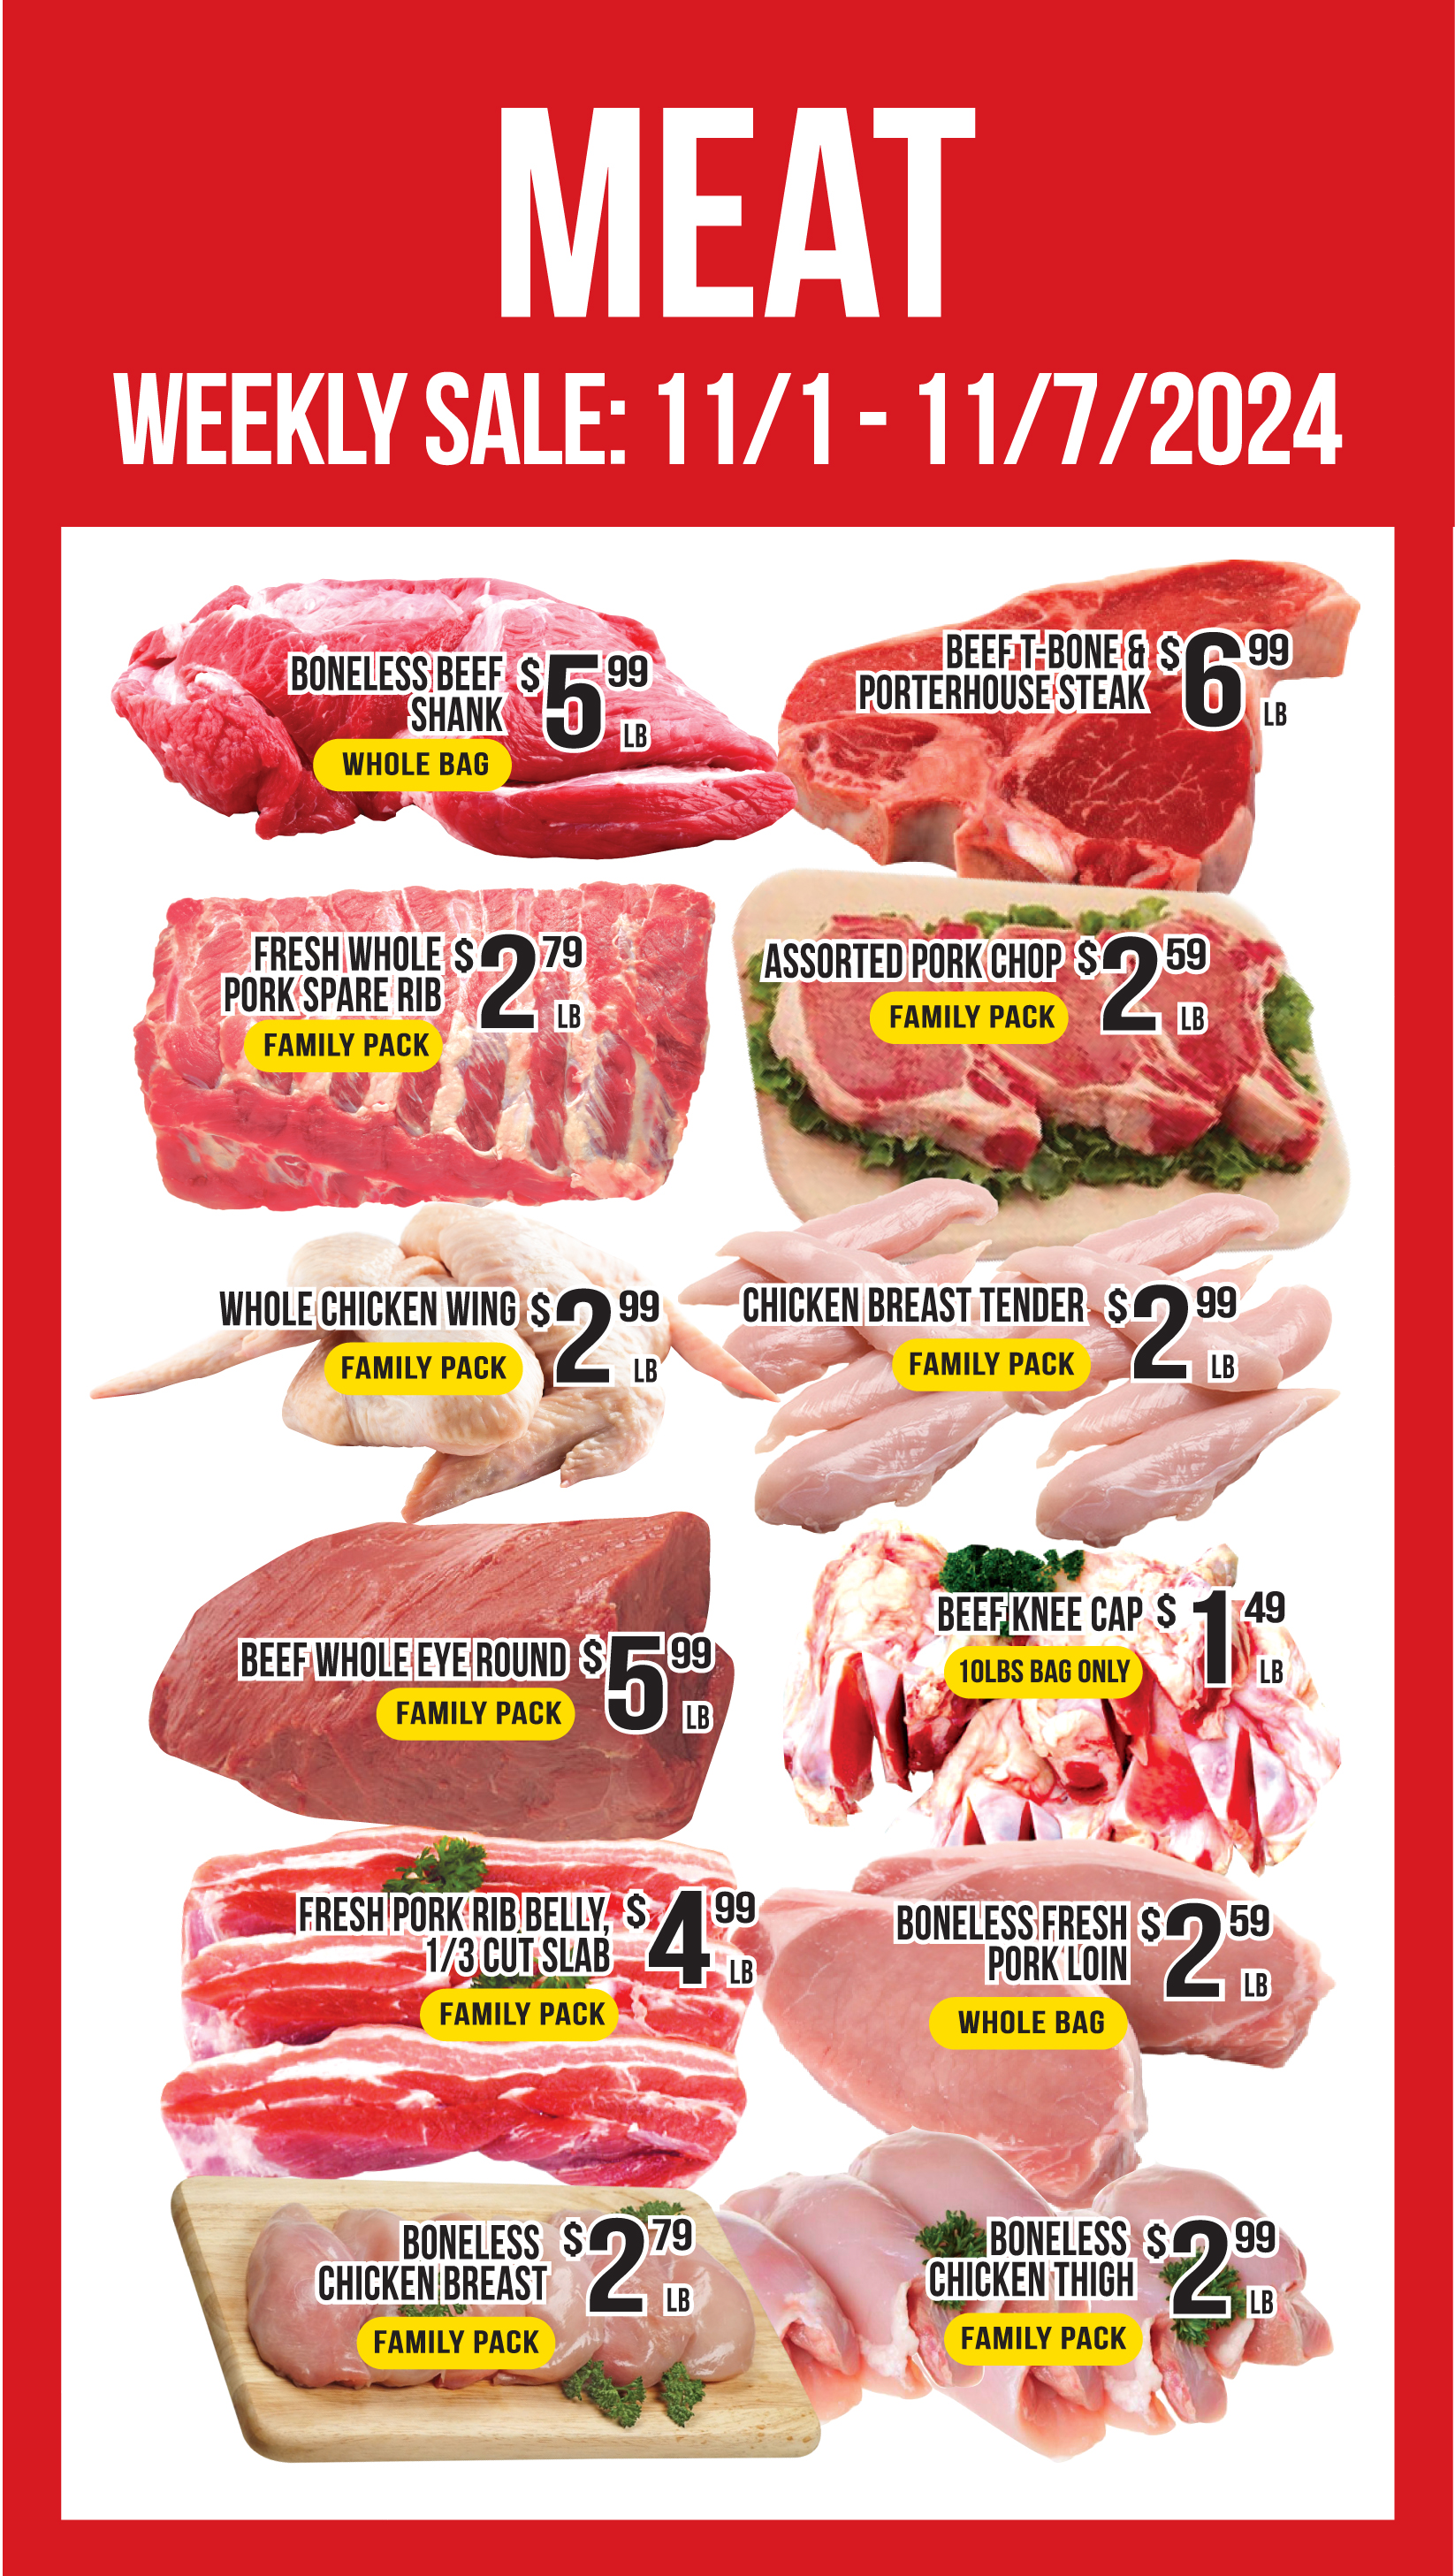 MEAT
WEEKLY SALE: 11/1 - 11/7/2024
BONELESS BEEF
SHANK
WHOLE BAG
$5 99
LB
BEEF T-BONE &
PORTERHOUSE STEAK
$6 99
LB
FRESH WHOLE
PORK SPARE RIB
FAMILY PACK
$2 79
LB
ASSORTED PORK CHOP
FAMILY PACK
$2 59
LB
WHOLE CHICKEN WING
FAMILY PACK
$2 99
LB
CHICKEN BREAST TENDER
FAMILY PACK
$2 99
LB
BEEF WHOLE EYE ROUND
FAMILY PACK
$5 99
LB
BEEF KNEE CAP
10LBS BAG ONLY
$1 49
LB
FRESH PORK RIB BELLY,
1/3 CUT SLAB
FAMILY PACK
$4 99
LB
BONELESS FRESH
PORK LOIN
WHOLE BAG
$2 59
LB
BONELESS
CHICKEN BREAST
FAMILY PACK
$2 79
LB
BONELESS
CHICKEN THIGH
FAMILY PACK
$2 99
LB